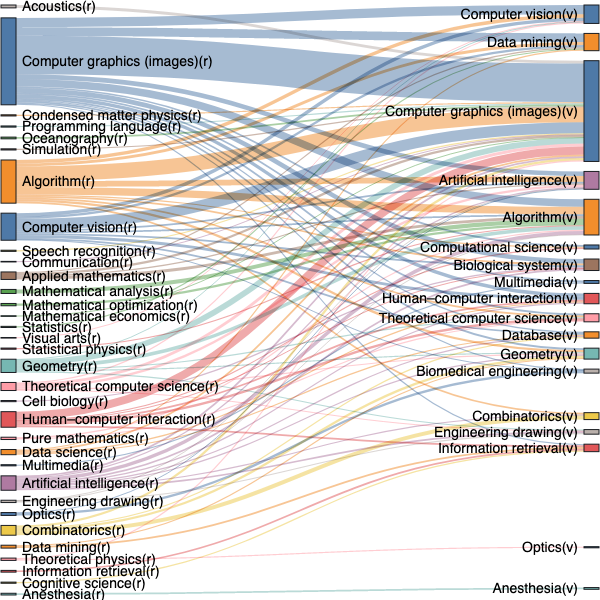 Acoustics(r)
Computer graphics (images)(r)
Condensed matter physics(r)
Programming language(r)
Oceanography(r)
Simulation(r)
Algorithm(r)
Computer vision(r)
Speech recognition(r)
Communication(r)
Applied mathematics(r)
Mathematical analysis(r)
Mathematical optimization(r)
Mathematical economics(r)
Statistics(r)
Visual arts(r)
Statistical physics(r)
Geometry(r)
Theoretical computer science(r)
Cell biology(r)
Human–computer interaction(r)
Pure mathematics(r)
Data science(r)
Multimedia(r)
Artificial intelligence(r)
Engineering drawing(r)
Optics(r)
Combinatorics(r)
Data mining(r)
Theoretical physics(r)
Information retrieval(r)
Cognitive science(r)
Anesthesia(r)
Computer vision(v)
Data mining(v)
Computer graphics (images)(v)
Artificial intelligence(v)
Algorithm(v)
Computational science(v)
Biological system(v)
Multimedia(v)
Human–computer interaction(v)
Theoretical computer science(v)
Database(v)
Geometry(v)
Biomedical engineering(v)
Combinatorics(v)
Engineering drawing(v)
Information retrieval(v)
Optics(v)
Anesthesia(v)